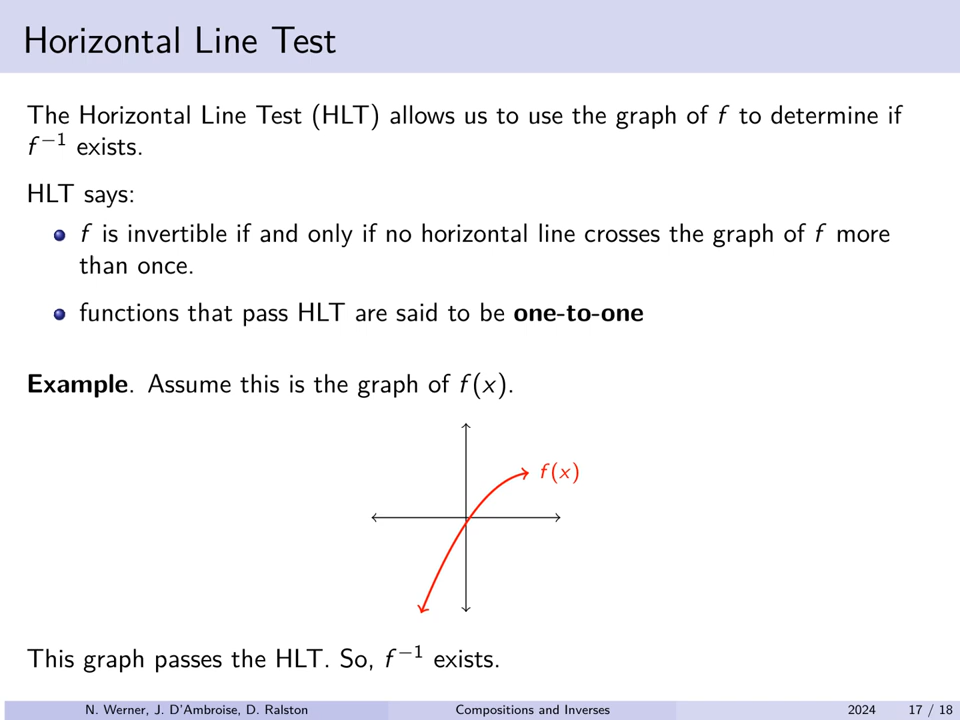 Horizontal Line Test
The Horizontal Line Test (HLT) allows us to use the graph of f to determine if
f⁻¹ exists.
HLT says:
f is invertible if and only if no horizontal line crosses the graph of f more
than once.
functions that pass HLT are said to be one-to-one
Example. Assume this is the graph of f(x).
f(x)
This graph passes the HLT. So, f⁻¹ exists.
N. Werner, J. D'Ambroise, D. Ralston Compositions and Inverses 2024 17 / 18